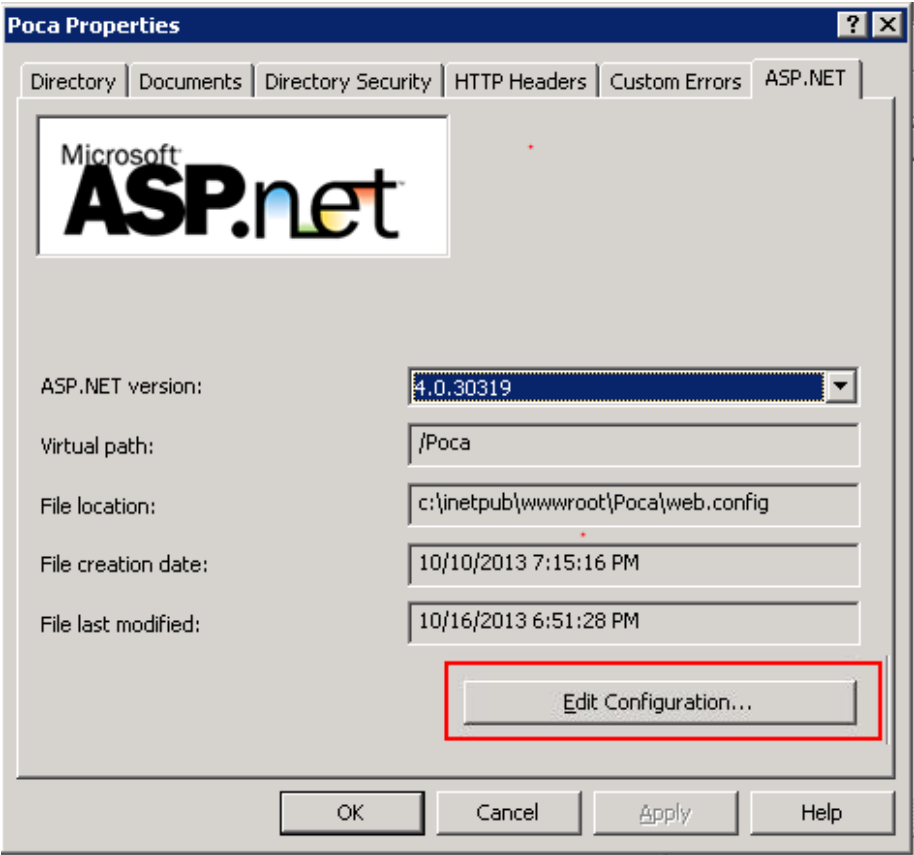 Poca Properties
Directory Documents Directory Security HTTP Headers Custom Errors ASP.NET
Microsoft
ASP.net
ASP.NET version: 4.0.30319
Virtual path: /Poca
File location: c:\inetpub\wwwroot\Poca\web.config
File creation date: 10/10/2013 7:15:16 PM
File last modified: 10/16/2013 6:51:28 PM
Edit Configuration...
OK Cancel Apply Help